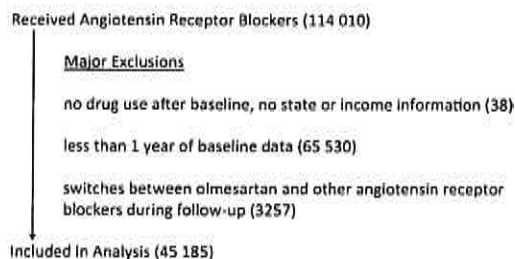 Received Angiotensin Receptor Blockers (114 010)
Major Exclusions
no drug use after baseline, no state or income information (38)
less than 1 year of baseline data (65 530)
switches between olmesartan and other angiotensin receptor
blockers during follow-up (3257)
Included In Analysis (45 185)